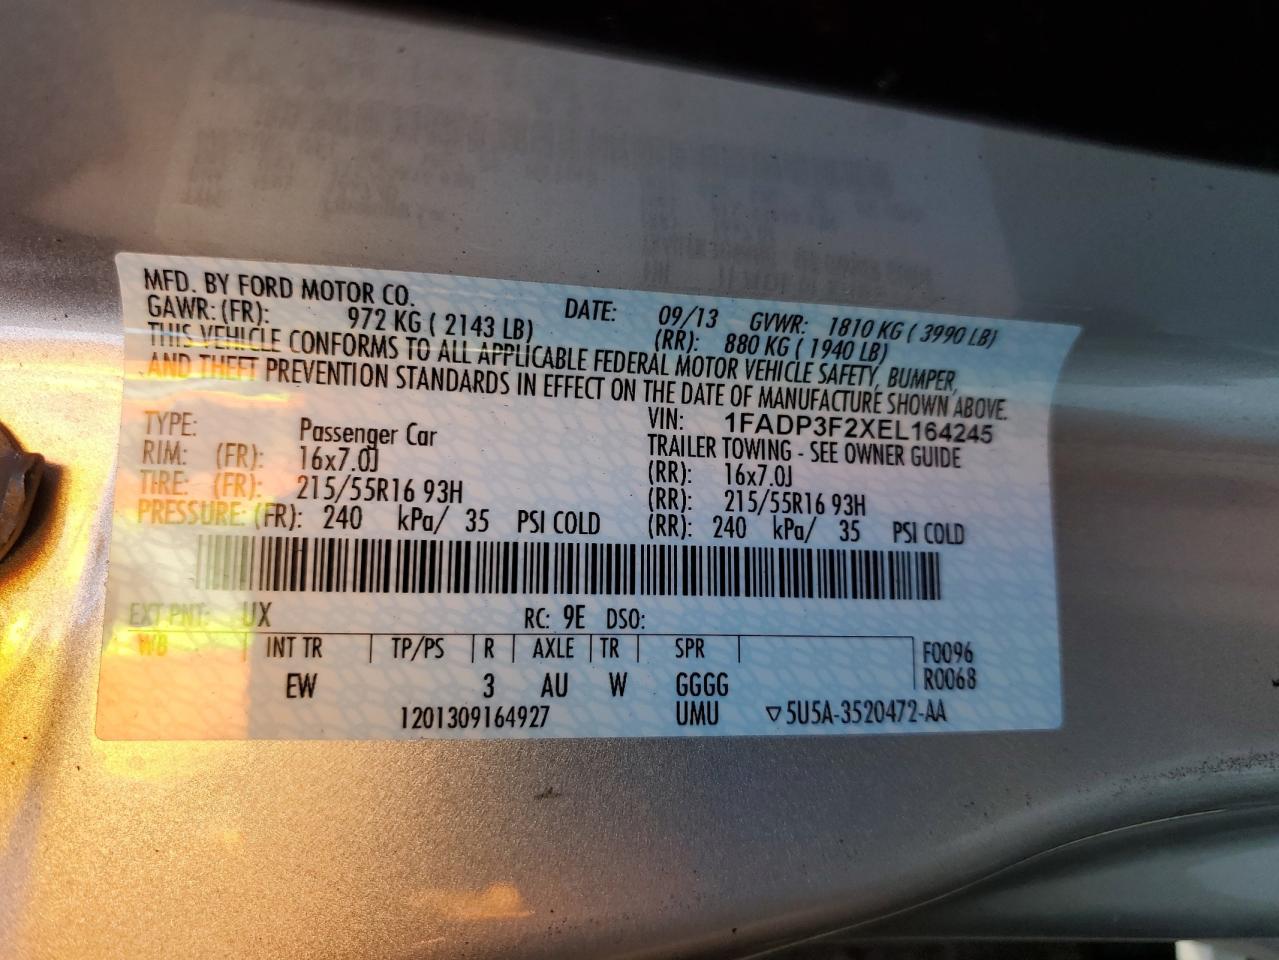 MFD. BY FORD MOTOR CO.
DATE: 09/13 GVWR: 1810 KG ( 3990 LB)
GAWR: (FR): 972 KG ( 2143 LB) (RR): 880 KG ( 1940 LB)
THIS VEHICLE CONFORMS TO ALL APPLICABLE FEDERAL MOTOR VEHICLE SAFETY, BUMPER,
AND THEFT PREVENTION STANDARDS IN EFFECT ON THE DATE OF MANUFACTURE SHOWN ABOVE.
VIN: 1FADP3F2XEL164245
TYPE: Passenger Car TRAILER TOWING - SEE OWNER GUIDE
RIM: (FR): 16x7.0J (RR): 16x7.0J
TIRE: (FR): 215/55R16 93H (RR): 215/55R16 93H
PRESSURE: (FR): 240 kPa/ 35 PSI COLD (RR): 240 kPa/ 35 PSI COLD
EXT PNT: UX RC: 9E DSO:
WB INT TR TP/PS R AXLE TR SPR F0096
EW 3 AU W GGGG R0068
1201309164927 UMU ▽5U5A-3520472-AA